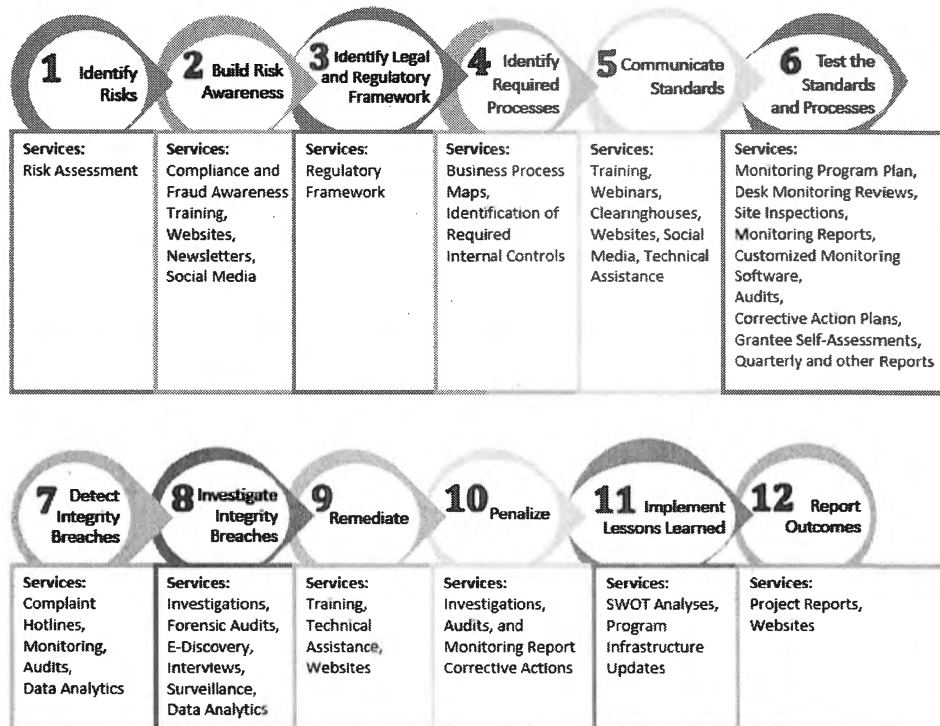 1 Identify
Risks
2 Build Risk
Awareness
3 Identify Legal
and Regulatory
Framework
4 Identify
Required
Processes
5 Communicate
Standards
6 Test the
Standards
and Processes
Services:
Risk Assessment
Services:
Compliance and
Fraud Awareness
Training,
Websites,
Newsletters,
Social Media
Services:
Regulatory
Framework
Services:
Business Process
Maps,
Identification of
Required
Internal Controls
Services:
Training,
Webinars,
Clearinghouses,
Websites, Social
Media, Technical
Assistance
Services:
Monitoring Program Plan,
Desk Monitoring Reviews,
Site Inspections,
Monitoring Reports,
Customized Monitoring
Software,
Audits,
Corrective Action Plans,
Grantee Self-Assessments,
Quarterly and other Reports
7 Detect
Integrity
Breaches
8 Investigate
Integrity
Breaches
9
Remediate
10
Penalize
11 Implement
Lessons Learned
12 Report
Outcomes
Services:
Complaint
Hotlines,
Monitoring,
Audits,
Data Analytics
Services:
Investigations,
Forensic Audits,
E-Discovery,
Interviews,
Surveillance,
Data Analytics
Services:
Training,
Technical
Assistance,
Websites
Services:
Investigations,
Audits, and
Monitoring Report
Corrective Actions
Services:
SWOT Analyses,
Program
Infrastructure
Updates
Services:
Project Reports,
Websites